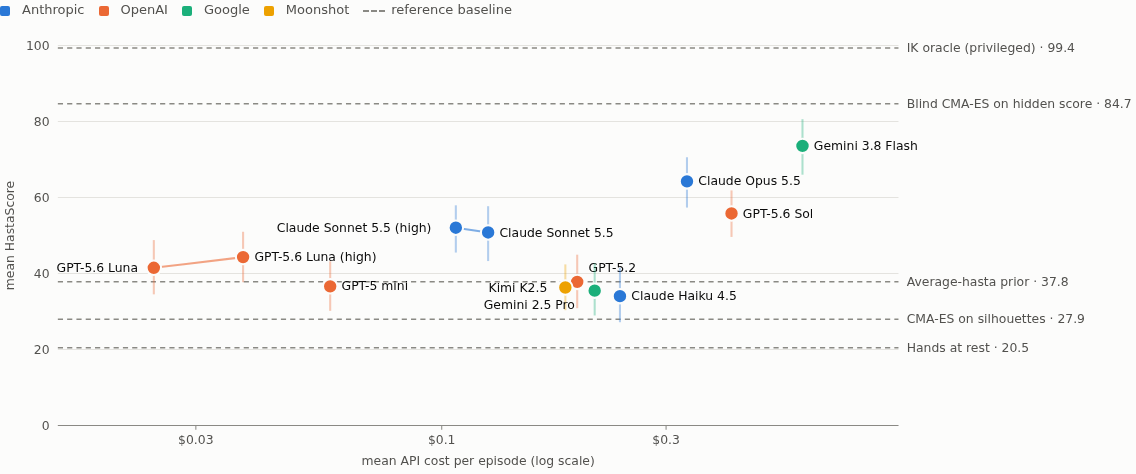 Anthropic OpenAI Google Moonshot reference baseline
100
IK oracle (privileged) · 99.4
Blind CMA-ES on hidden score · 84.7
80
Gemini 3.8 Flash
Claude Opus 5.5
60
GPT-5.6 Sol
Claude Sonnet 5.5 (high)
Claude Sonnet 5.5
GPT-5.6 Luna (high)
GPT-5.6 Luna
GPT-5.2
40
Average-hasta prior · 37.8
GPT-5 mini
Kimi K2.5
Claude Haiku 4.5
Gemini 2.5 Pro
CMA-ES on silhouettes · 27.9
20
Hands at rest · 20.5
0
mean HastaScore
$0.03 $0.1 $0.3
mean API cost per episode (log scale)